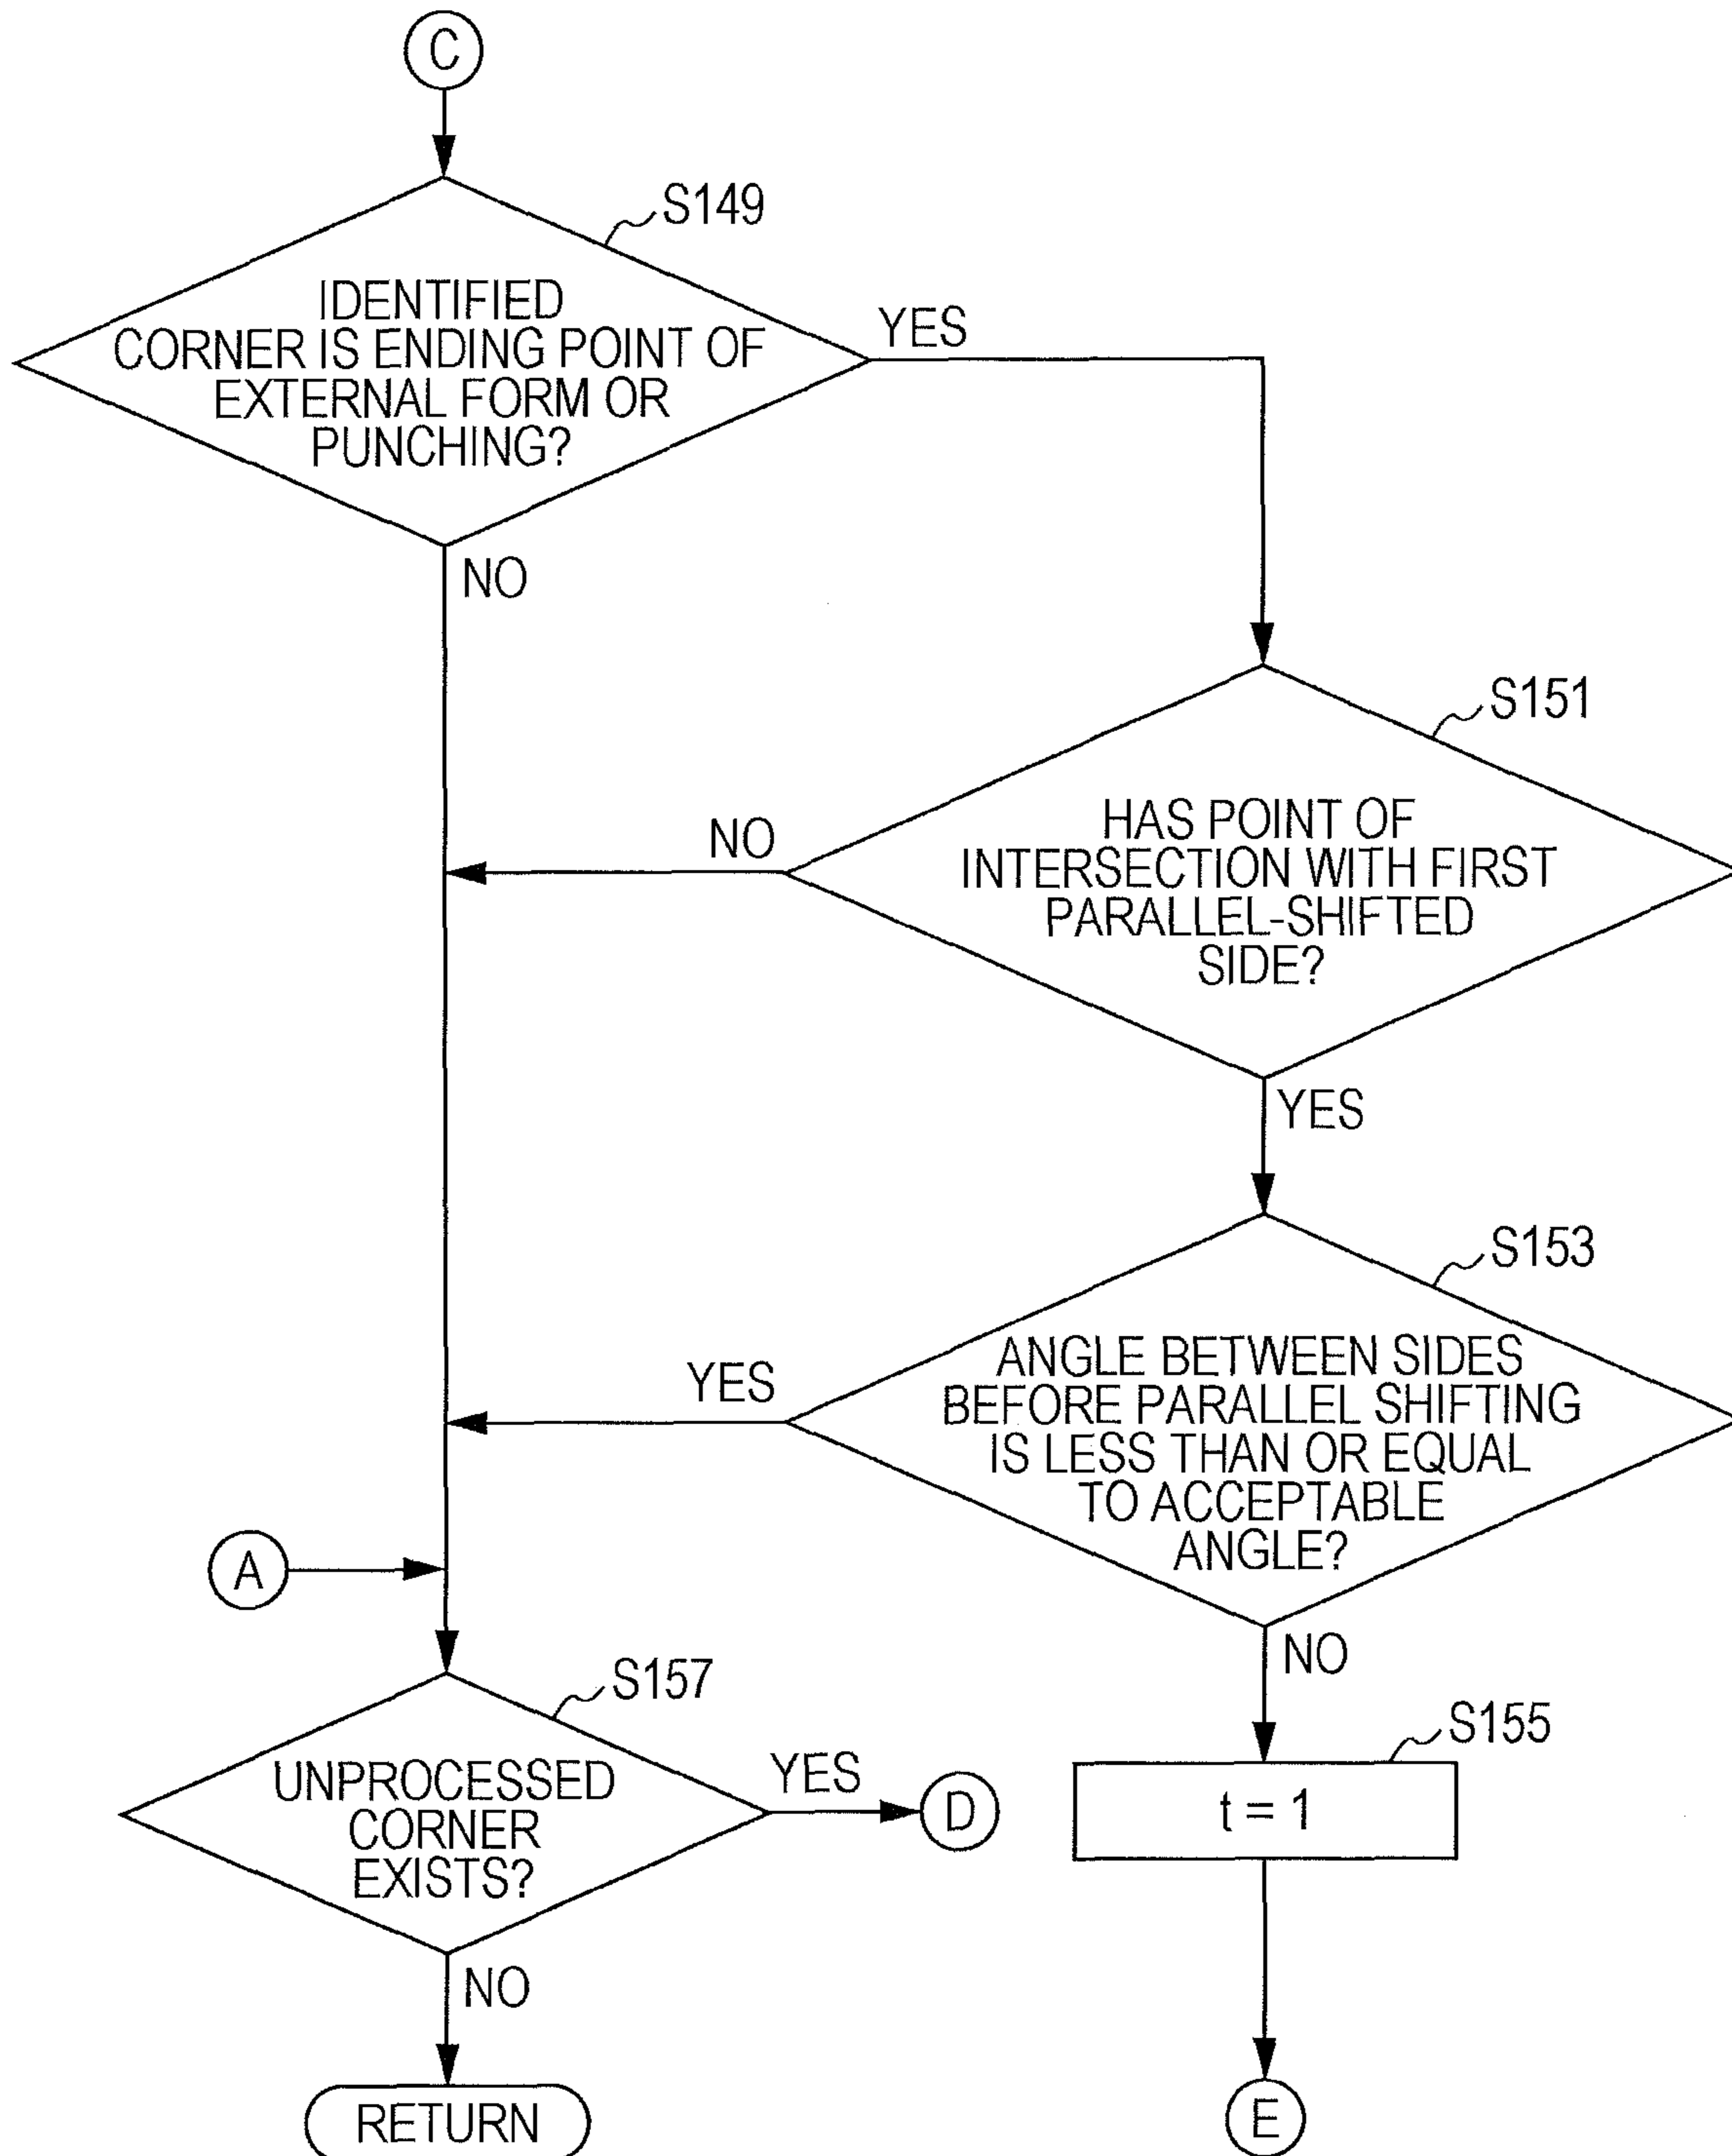 C
S149
IDENTIFIED
CORNER IS ENDING POINT OF
EXTERNAL FORM OR
PUNCHING?
YES
NO
S151
HAS POINT OF
INTERSECTION WITH FIRST
PARALLEL-SHIFTED
SIDE?
NO
YES
S153
ANGLE BETWEEN SIDES
BEFORE PARALLEL SHIFTING
IS LESS THAN OR EQUAL
TO ACCEPTABLE
ANGLE?
YES
NO
A
S157
UNPROCESSED
CORNER
EXISTS?
YES
D
NO
RETURN
S155
t = 1
E